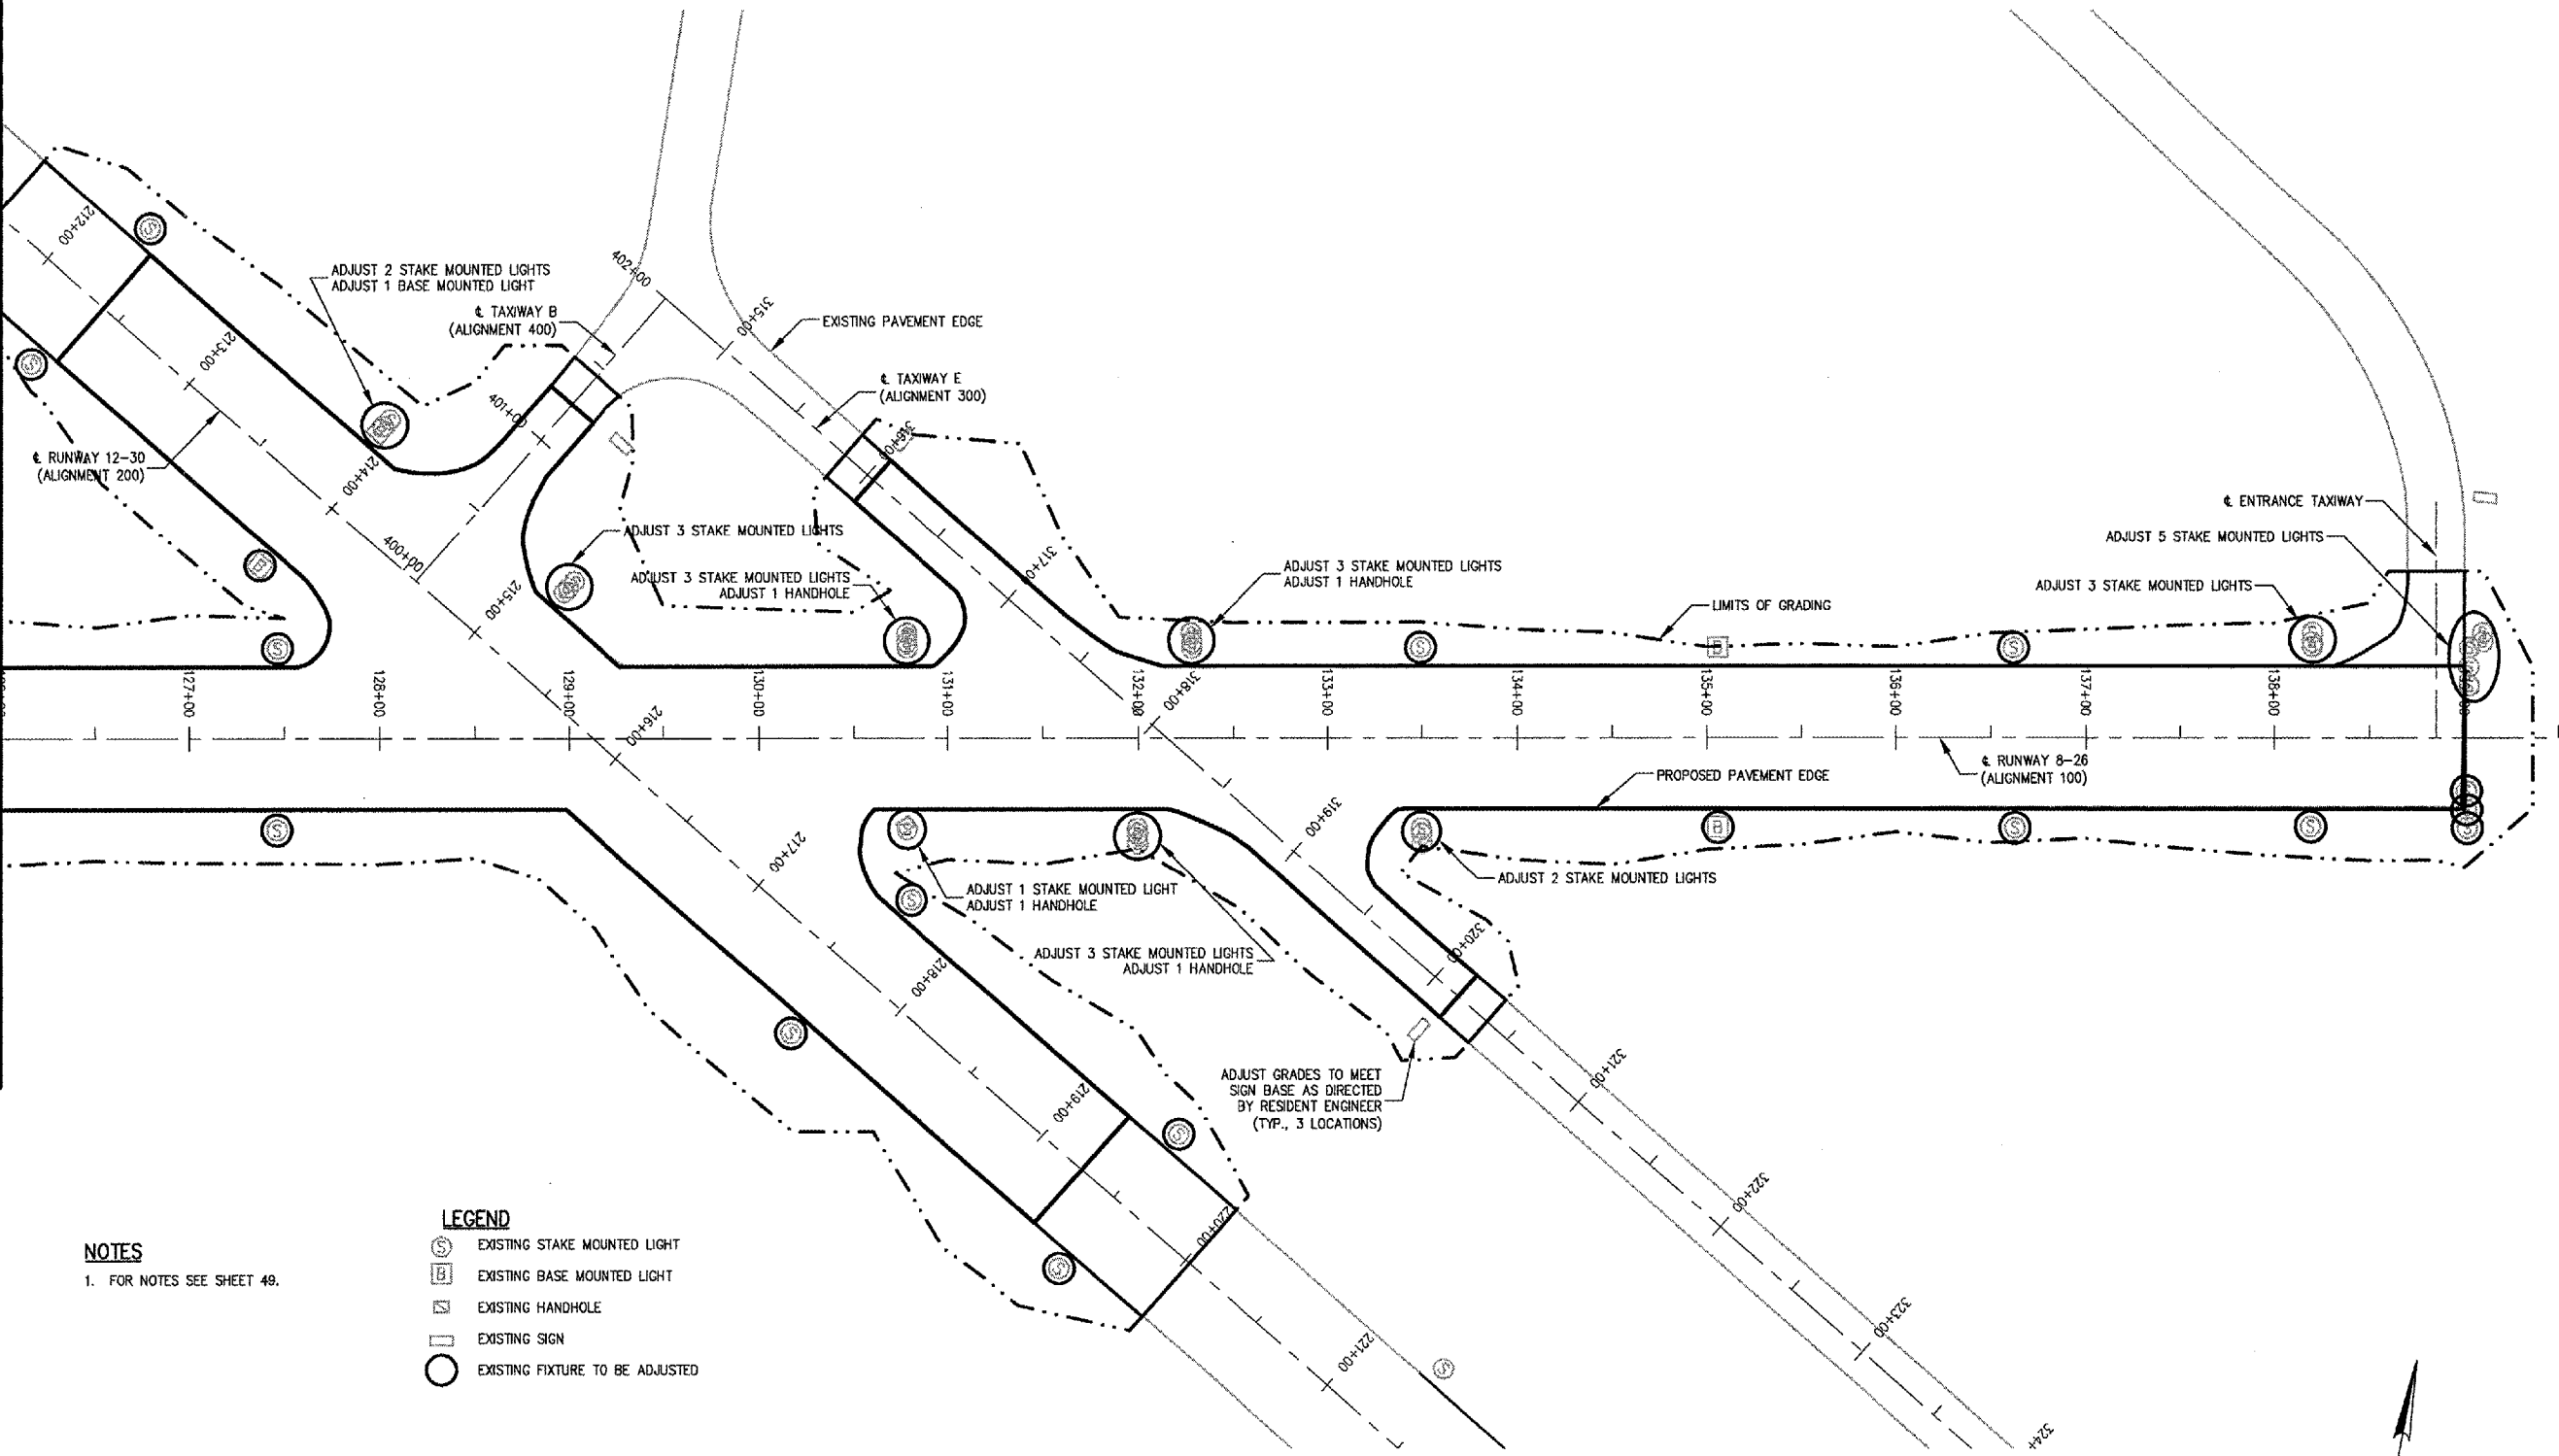 ADJUST 2 STAKE MOUNTED LIGHTS
ADJUST 1 BASE MOUNTED LIGHT
℄ TAXIWAY B
(ALIGNMENT 400)
402+00
315+00
EXISTING PAVEMENT EDGE
℄ TAXIWAY E
(ALIGNMENT 300)
212+00
213+00
214+00
℄ RUNWAY 12-30
(ALIGNMENT 200)
401+00
316+00
400+00
215+00
ADJUST 3 STAKE MOUNTED LIGHTS
ADJUST 3 STAKE MOUNTED LIGHTS
ADJUST 1 HANDHOLE
317+00
ADJUST 3 STAKE MOUNTED LIGHTS
ADJUST 1 HANDHOLE
LIMITS OF GRADING
℄ ENTRANCE TAXIWAY
ADJUST 5 STAKE MOUNTED LIGHTS
ADJUST 3 STAKE MOUNTED LIGHTS
127+00
128+00
129+00
130+00
131+00
132+00
133+00
134+00
135+00
136+00
137+00
138+00
216+00
318+00
℄ RUNWAY 8-26
(ALIGNMENT 100)
PROPOSED PAVEMENT EDGE
217+00
319+00
ADJUST 1 STAKE MOUNTED LIGHT
ADJUST 1 HANDHOLE
ADJUST 2 STAKE MOUNTED LIGHTS
ADJUST 3 STAKE MOUNTED LIGHTS
ADJUST 1 HANDHOLE
218+00
320+00
219+00
ADJUST GRADES TO MEET
SIGN BASE AS DIRECTED
BY RESIDENT ENGINEER
(TYP., 3 LOCATIONS)
321+00
322+00
220+00
323+00
221+00
324+
NOTES
1. FOR NOTES SEE SHEET 49.
LEGEND
S EXISTING STAKE MOUNTED LIGHT
B EXISTING BASE MOUNTED LIGHT
EXISTING HANDHOLE
EXISTING SIGN
EXISTING FIXTURE TO BE ADJUSTED